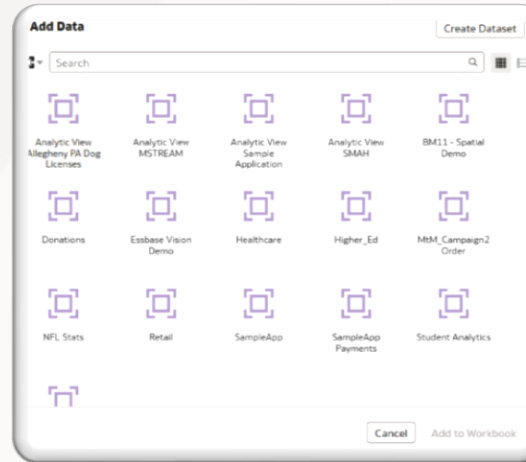 Add Data
Create Dataset
Search
Analytic View
Allegheny PA Dog
Licenses
Analytic View
MSTREAM
Analytic View
Sample
Application
Analytic View
SMAH
BM11 - Spatial
Demo
Donations
Essbase Vision
Demo
Healthcare
Higher_Ed
MtM_Campaign2
Order
NFL Stats
Retail
SampleApp
SampleApp
Payments
Student Analytics
Cancel
Add to Workbook